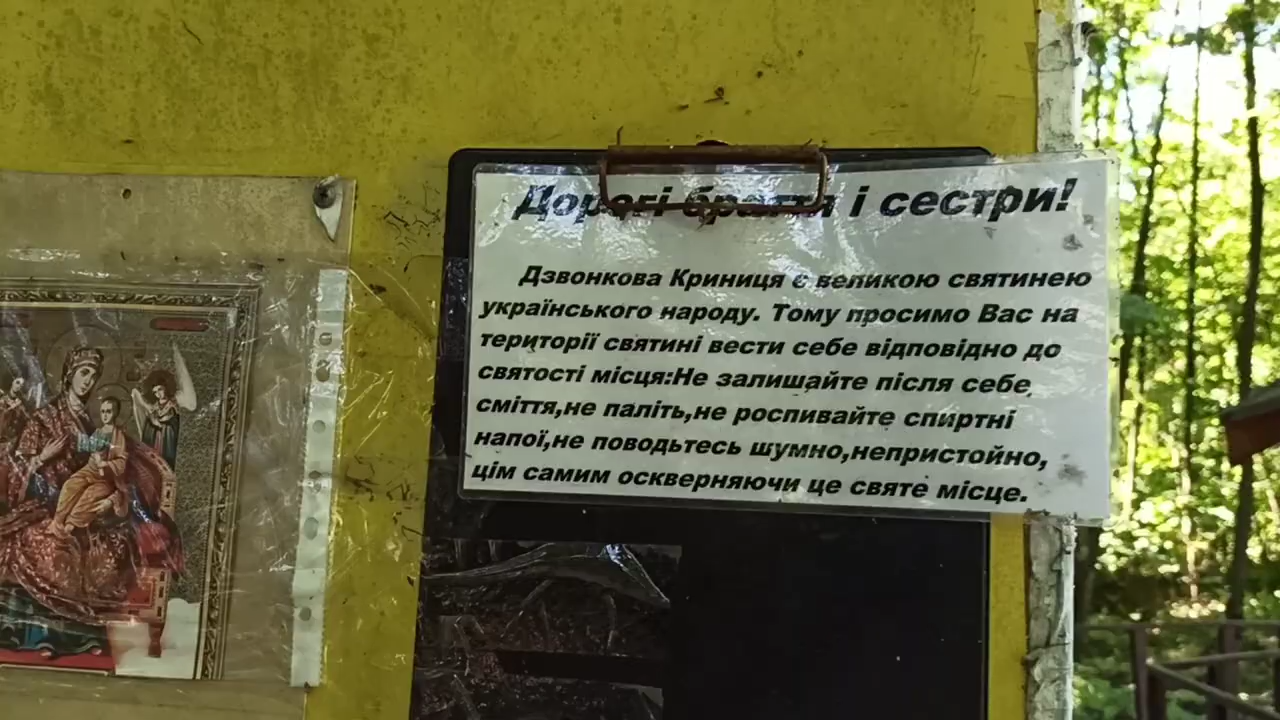 Дорогі браття і сестри!
Дзвонкова Криниця є великою святинею
українського народу. Тому просимо Вас на
території святині вести себе відповідно до
святості місця:Не залишайте після себе
сміття,не паліть,не роспивайте спиртні
напої,не поводьтесь шумно,непристойно,
цім самим оскверняючи це святе місце.